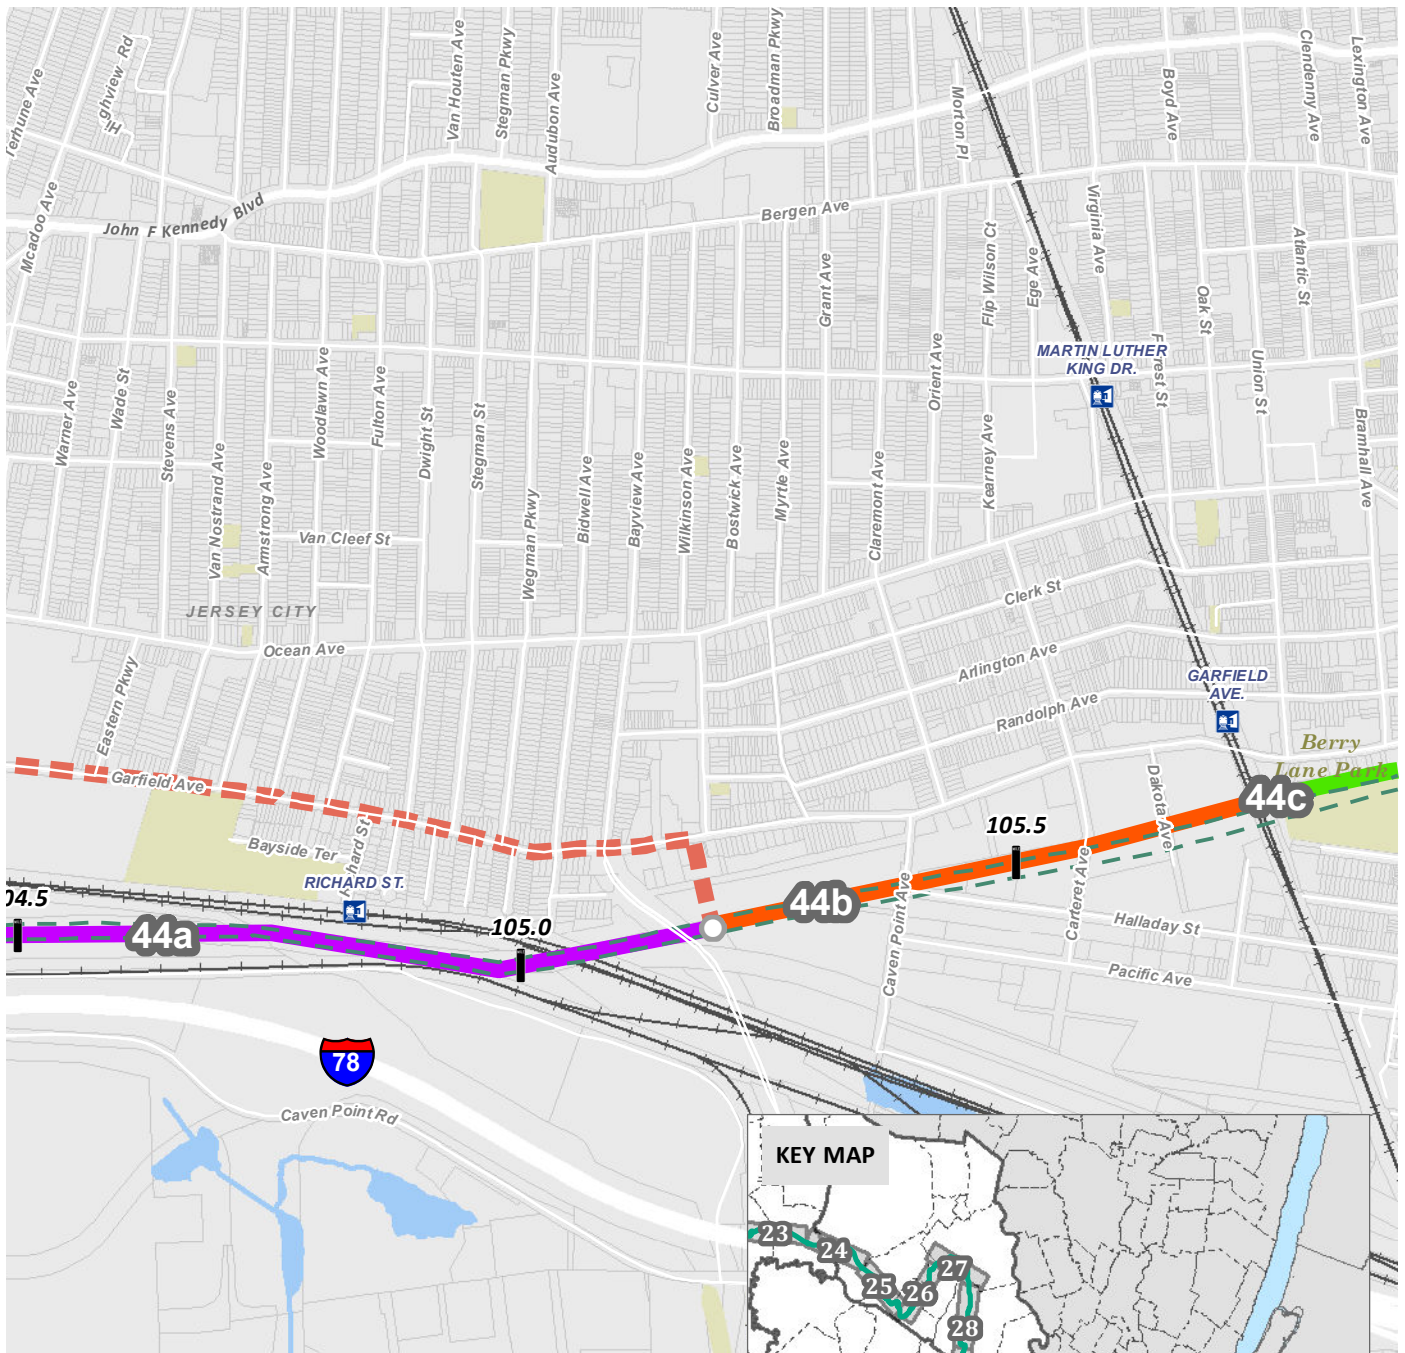 Terhune Ave
Highview Rd
Van Houten Ave
Stegman Pkwy
Audubon Ave
Culver Ave
Broadman Pkwy
Morton Pl
Boyd Ave
Clendenny Ave
Lexington Ave
Mcadoo Ave
John F Kennedy Blvd
Bergen Ave
Grant Ave
Flip Wilson Ct
Ege Ave
Virginia Ave
Oak St
Atlantic St
MARTIN LUTHER
KING DR.
Forrest St
Union St
Bramhall Ave
Warner Ave
Wade St
Stevens Ave
Van Nostrand Ave
Armstrong Ave
Woodlawn Ave
Fulton Ave
Dwight St
Stegman St
Wegman Pkwy
Bidwell Ave
Bayview Ave
Wilkinson Ave
Bostwick Ave
Myrtle Ave
Claremont Ave
Orient Ave
Kearney Ave
Van Cleef St
JERSEY CITY
Ocean Ave
Clerk St
Arlington Ave
Randolph Ave
GARFIELD
AVE.
Berry
Lane Park
Eastern Pkwy
Garfield Ave
Bayside Ter
Richard St
RICHARD ST.
Dakota Ave
Carteret Ave
Caven Point Ave
Halladay St
Pacific Ave
04.5
44a
105.0
44b
105.5
44c
78
Caven Point Rd
KEY MAP
23
24
25
26
27
28